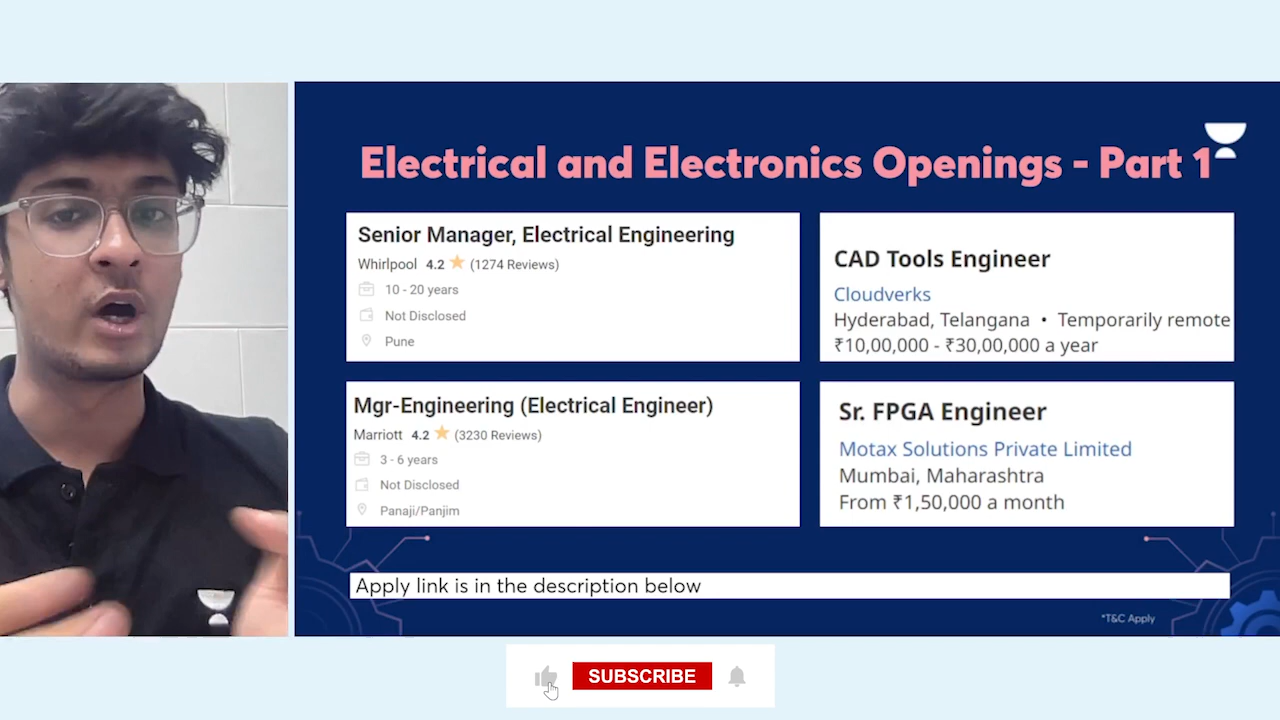 Electrical and Electronics Openings - Part 1
Senior Manager, Electrical Engineering
Whirlpool 4.2 (1274 Reviews)
10 - 20 years
Not Disclosed
Pune
CAD Tools Engineer
Cloudverks
Hyderabad, Telangana • Temporarily remote
₹10,00,000 - ₹30,00,000 a year
Mgr-Engineering (Electrical Engineer)
Marriott 4.2 (3230 Reviews)
3 - 6 years
Not Disclosed
Panaji/Panjim
Sr. FPGA Engineer
Motax Solutions Private Limited
Mumbai, Maharashtra
From ₹1,50,000 a month
Apply link is in the description below
*T&C Apply
SUBSCRIBE